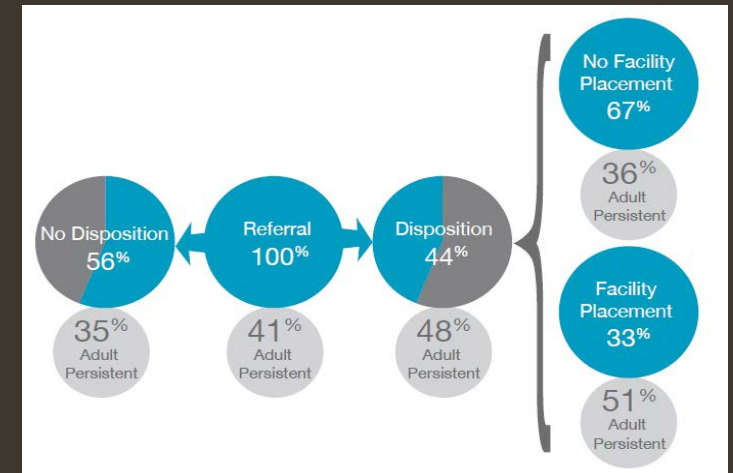 No Disposition
56%
35%
Adult
Persistent
Referral
100%
41%
Adult
Persistent
Disposition
44%
48%
Adult
Persistent
No Facility
Placement
67%
36%
Adult
Persistent
Facility
Placement
33%
51%
Adult
Persistent